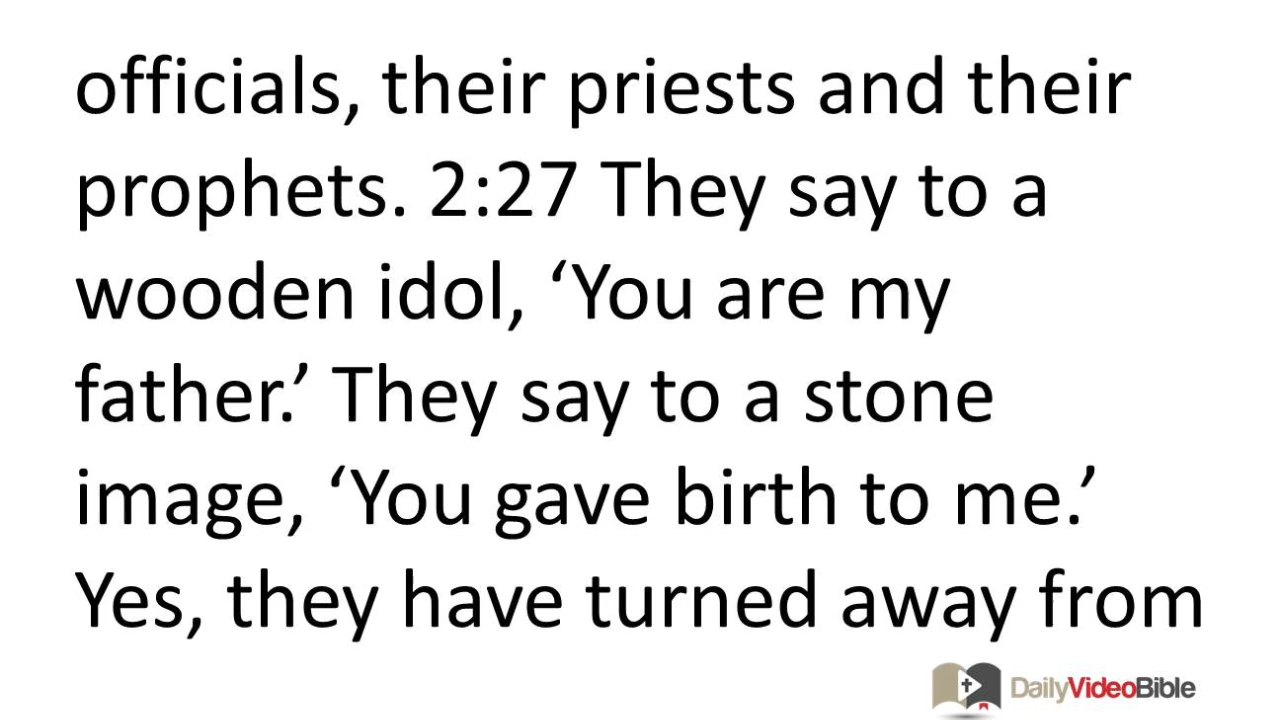 officials, their priests and their
prophets. 2:27 They say to a
wooden idol, ‘You are my
father.’ They say to a stone
image, ‘You gave birth to me.’
Yes, they have turned away from
DailyVideoBible